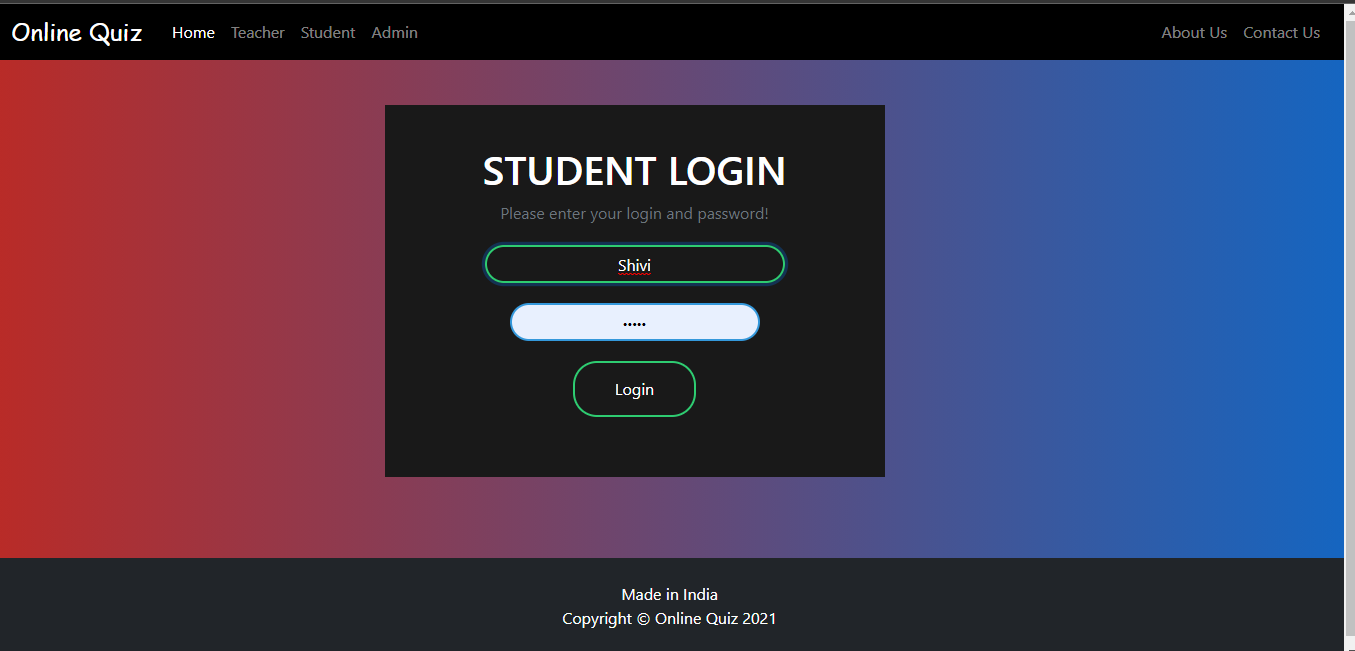 Online Quiz Home Teacher Student Admin About Us Contact Us
STUDENT LOGIN
Please enter your login and password!
Shivi
•••••
Login
Made in India
Copyright © Online Quiz 2021